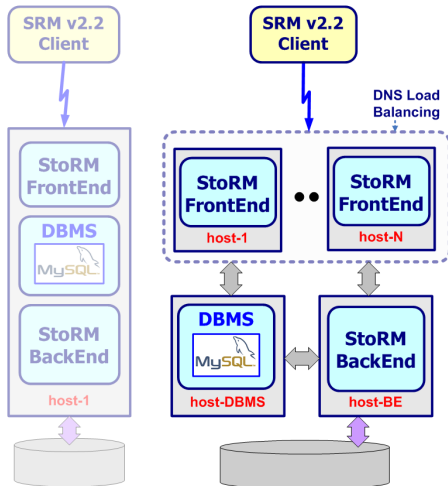 SRM v2.2
Client
StoRM
FrontEnd
DBMS
MySQL
StoRM
BackEnd
host-1
SRM v2.2
Client
DNS Load
Balancing
StoRM
FrontEnd
host-1
StoRM
FrontEnd
host-N
DBMS
MySQL
host-DBMS
StoRM
BackEnd
host-BE